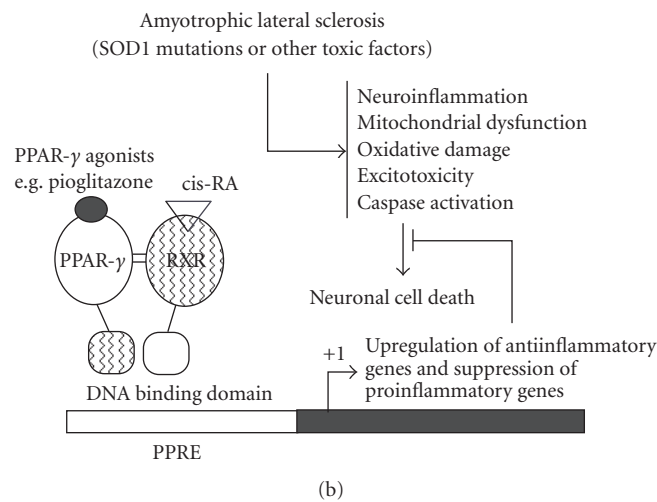 Amyotrophic lateral sclerosis
(SOD1 mutations or other toxic factors)
Neuroinflammation
Mitochondrial dysfunction
Oxidative damage
Excitotoxicity
Caspase activation
PPAR-γ agonists
e.g. pioglitazone
cis-RA
PPAR-γ
RXR
Neuronal cell death
+1
Upregulation of antiinflammatory
genes and suppression of
proinflammatory genes
DNA binding domain
PPRE
(b)